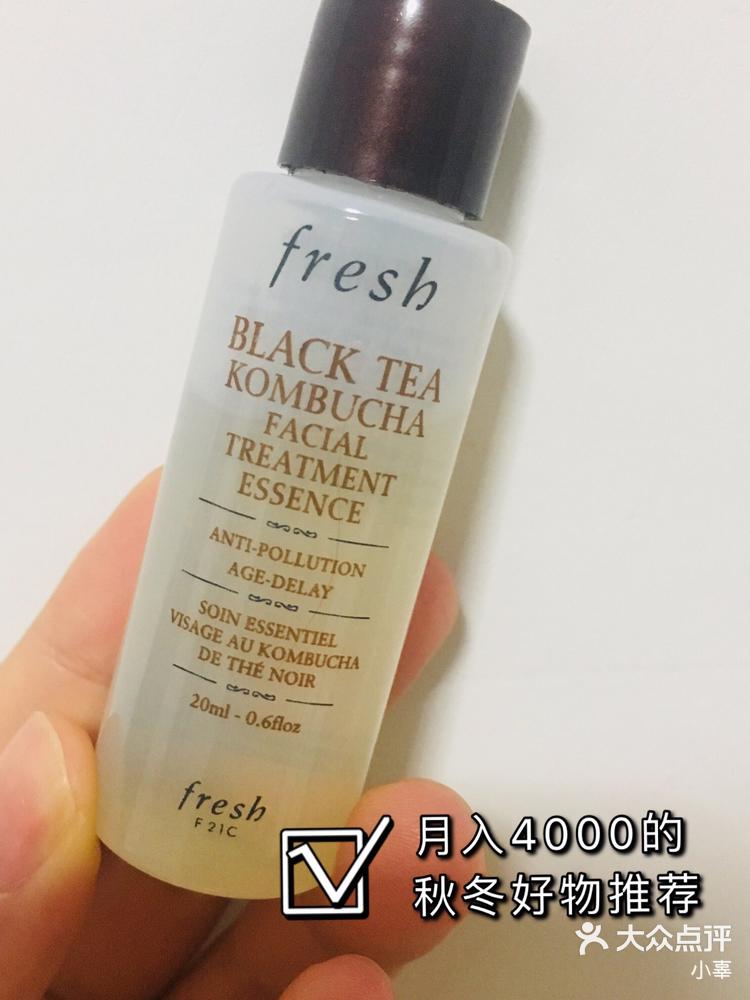 fresh
BLACK TEA
KOMBUCHA
FACIAL
TREATMENT
ESSENCE
ANTI-POLLUTION
AGE-DELAY
SOIN ESSENTIEL
VISAGE AU KOMBUCHA
DE THÉ NOIR
20ml - 0.6floz
fresh
F 21C
月入4000的
秋冬好物推荐
大众点评
小辜